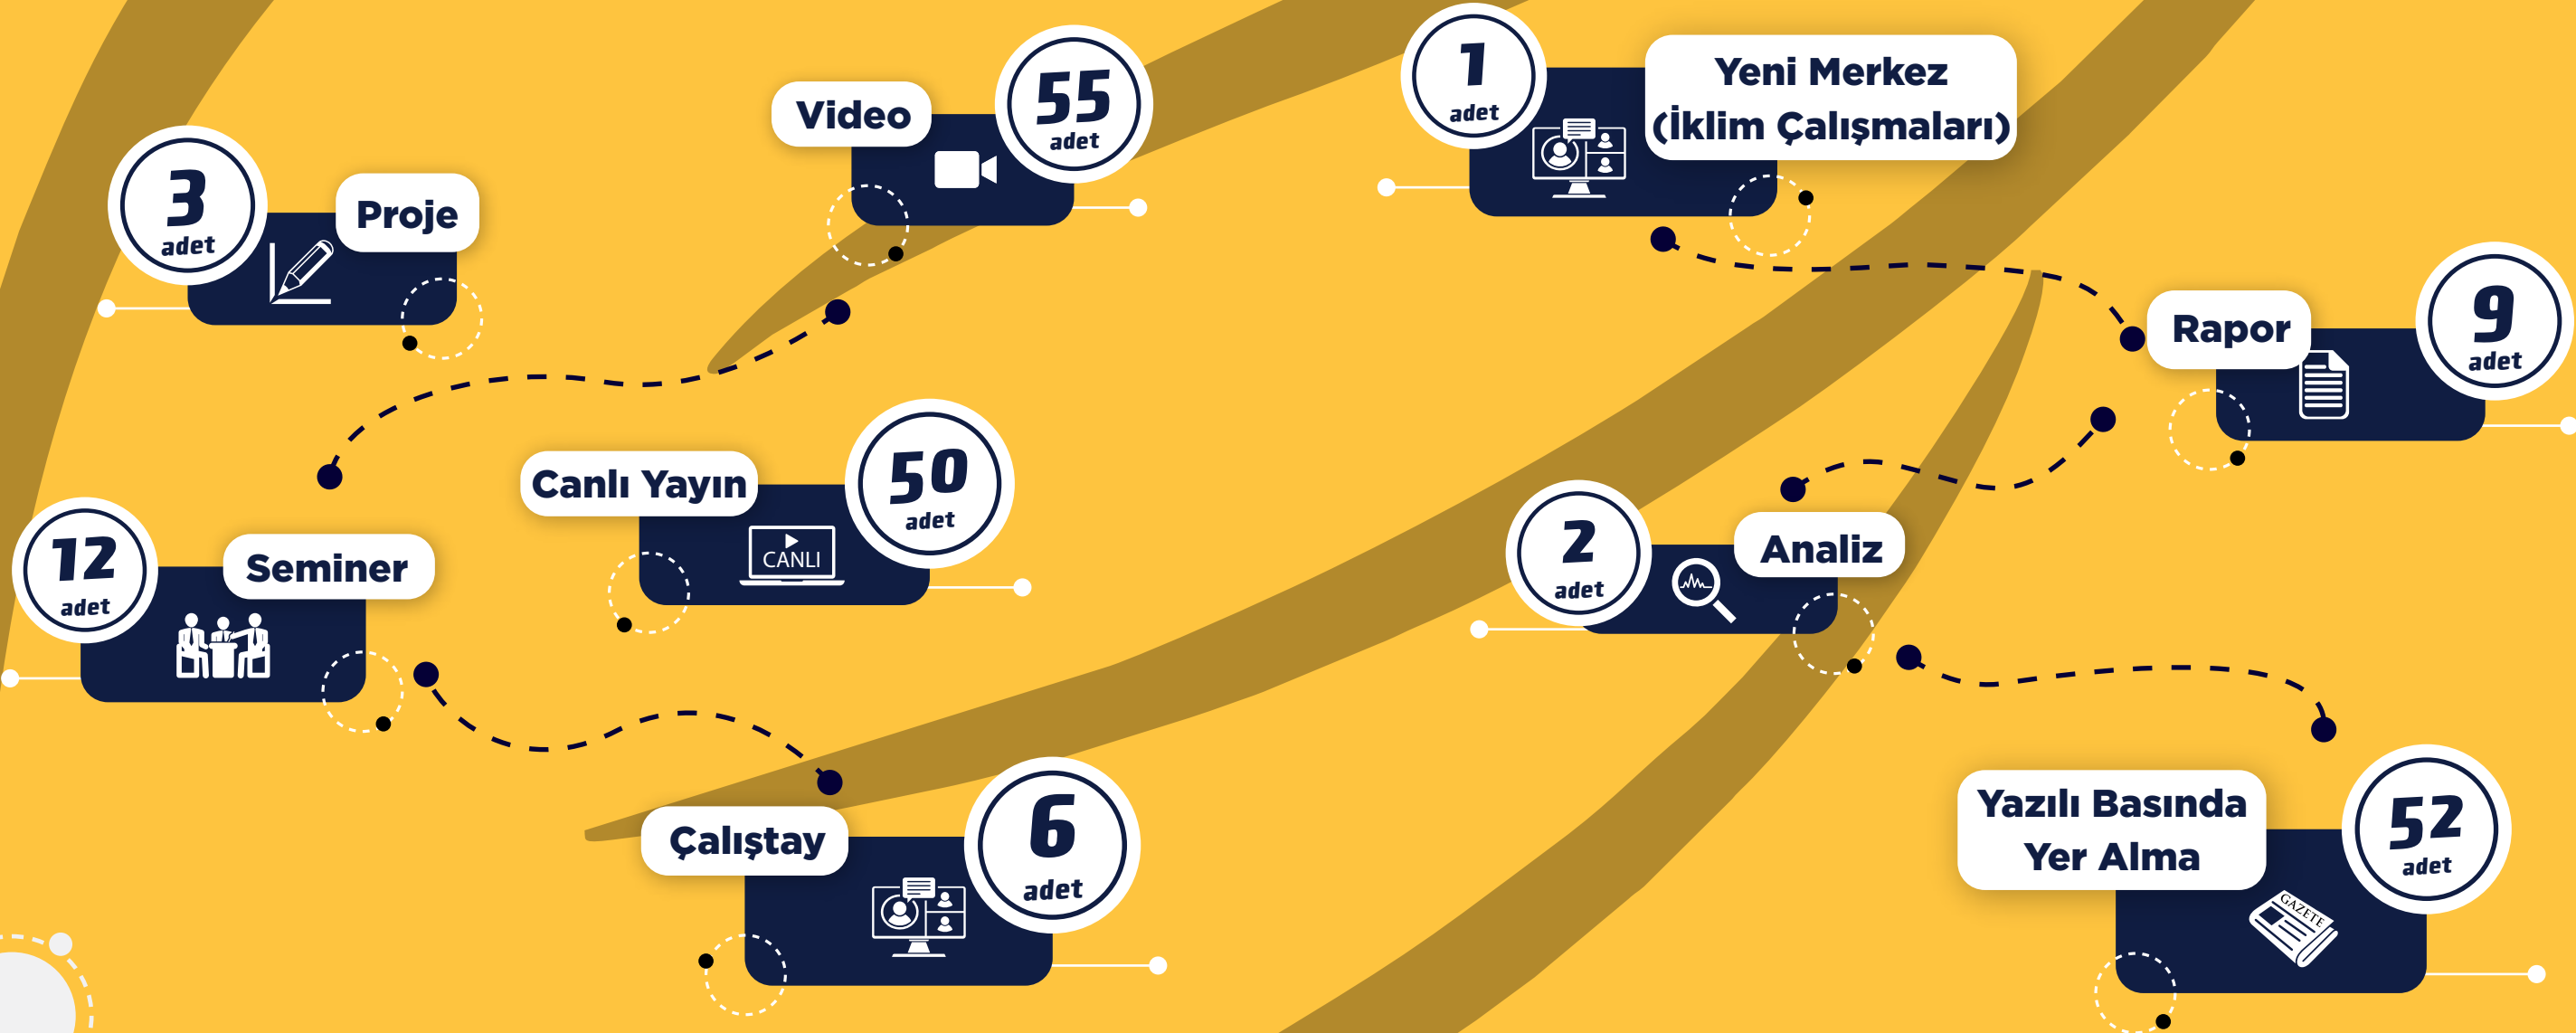 3
adet
Proje
Video
55
adet
1
adet
Yeni Merkez
(İklim Çalışmaları)
Rapor
9
adet
12
adet
Seminer
Canlı Yayın
50
adet
CANLI
2
adet
Analiz
Çalıştay
6
adet
Yazılı Basında
Yer Alma
52
adet
GAZETE